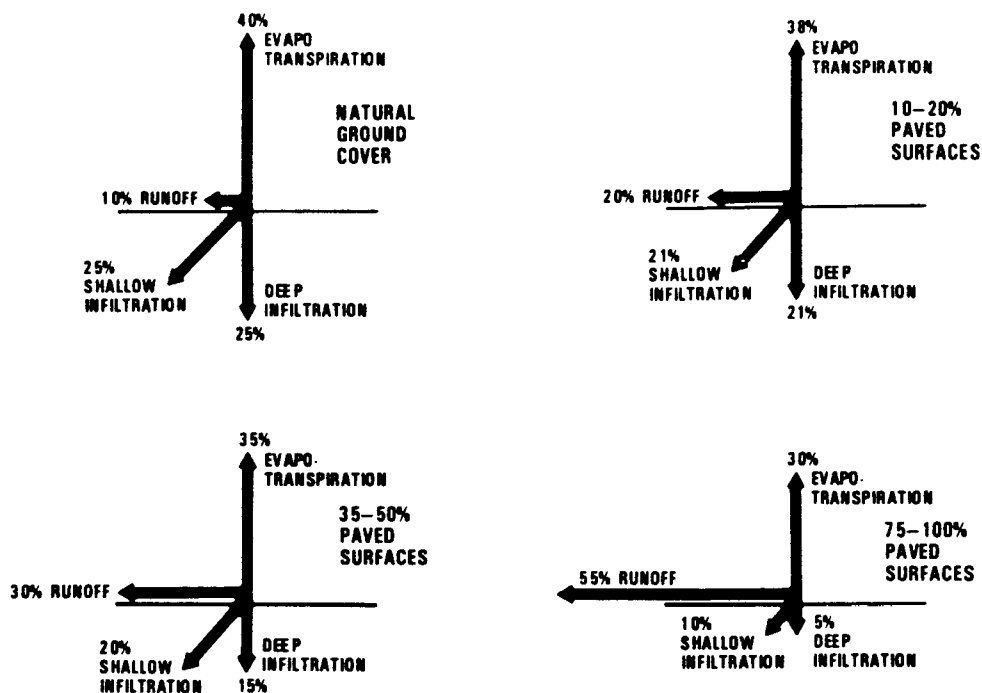 40%
EVAPO
TRANSPIRATION
NATURAL
GROUND
COVER
10% RUNOFF
25%
SHALLOW
INFILTRATION
DEEP
INFILTRATION
25%
38%
EVAPO
TRANSPIRATION
10–20%
PAVED
SURFACES
20% RUNOFF
21%
SHALLOW
INFILTRATION
DEEP
INFILTRATION
21%
35%
EVAPO-
TRANSPIRATION
35–50%
PAVED
SURFACES
30% RUNOFF
20%
SHALLOW
INFILTRATION
DEEP
INFILTRATION
15%
30%
EVAPO-
TRANSPIRATION
75–100%
PAVED
SURFACES
55% RUNOFF
10%
SHALLOW
INFILTRATION
5%
DEEP
INFILTRATION